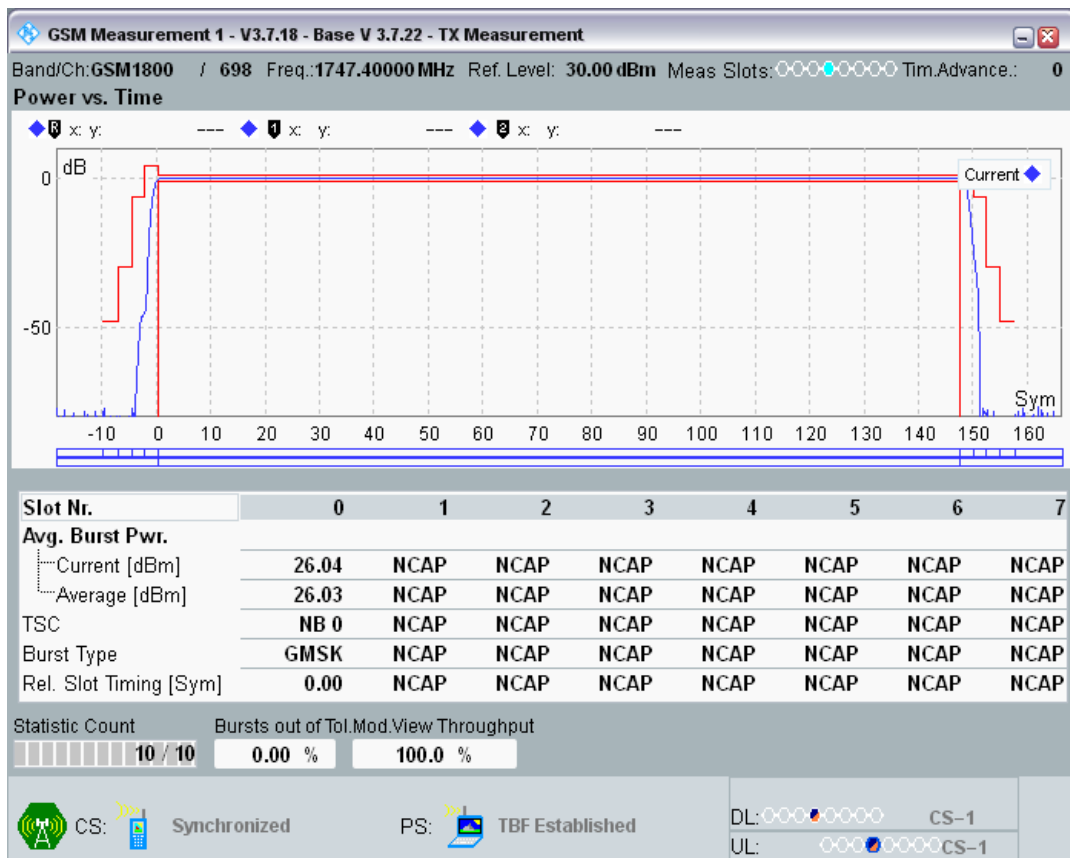 GSM Measurement 1 - V3.7.18 - Base V 3.7.22 - TX Measurement
Band/Ch:GSM1800 / 698 Freq.:1747.40000 MHz Ref. Level: 30.00 dBm Meas Slots: Tim.Advance.: 0
Power vs. Time
R x: y: --- 1 x: y: --- 2 x: y: ---
dB
0
Current
-50
Sym
-10 0 10 20 30 40 50 60 70 80 90 100 110 120 130 140 150 160
Slot Nr. 0 1 2 3 4 5 6 7
Avg. Burst Pwr.
Current [dBm] 26.04 NCAP NCAP NCAP NCAP NCAP NCAP NCAP
Average [dBm] 26.03 NCAP NCAP NCAP NCAP NCAP NCAP NCAP
TSC NB 0 NCAP NCAP NCAP NCAP NCAP NCAP NCAP
Burst Type GMSK NCAP NCAP NCAP NCAP NCAP NCAP NCAP
Rel. Slot Timing [Sym] 0.00 NCAP NCAP NCAP NCAP NCAP NCAP NCAP
Statistic Count Bursts out of Tol.Mod.View Throughput
10 / 10 0.00 % 100.0 %
CS: Synchronized PS: TBF Established DL: CS-1
UL: CS-1